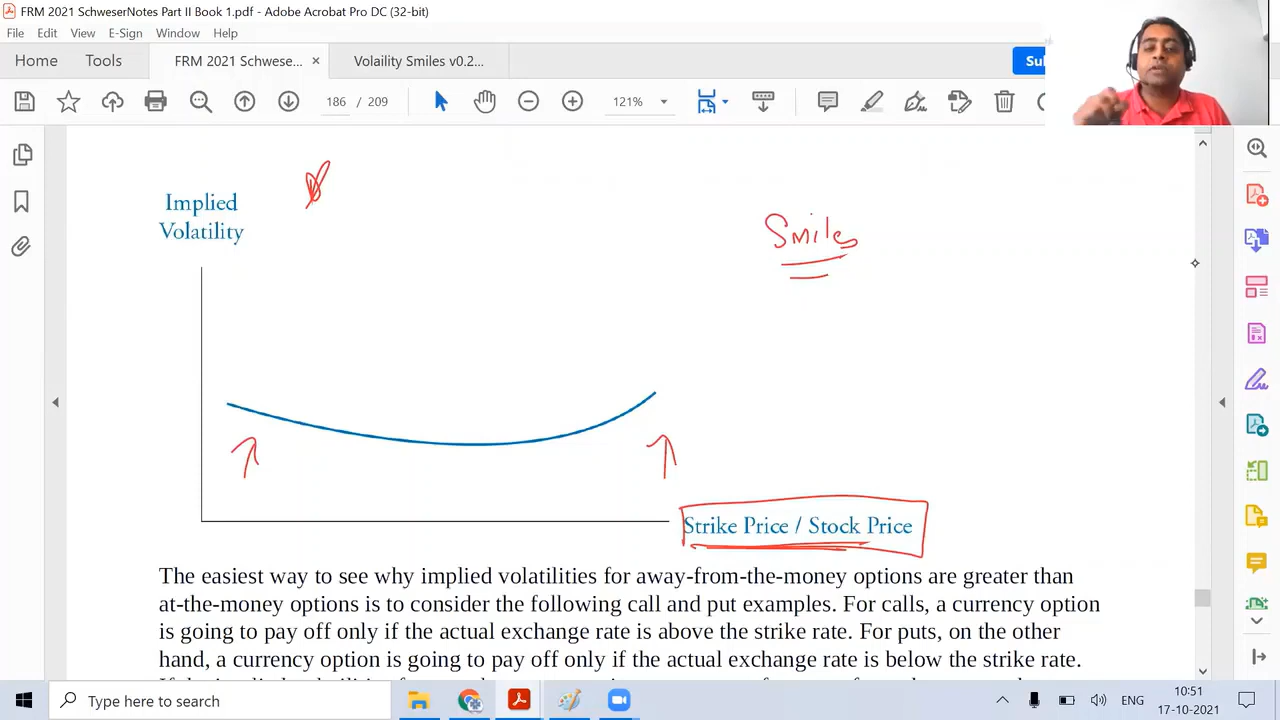 FRM 2021 SchweserNotes Part II Book 1.pdf - Adobe Acrobat Pro DC (32-bit)
File Edit View E-Sign Window Help
Home Tools FRM 2021 Schwese... × Volaility Smiles v0.2...
186 / 209 121%
Implied
Volatility
Smiles
Strike Price / Stock Price
The easiest way to see why implied volatilities for away-from-the-money options are greater than
at-the-money options is to consider the following call and put examples. For calls, a currency option
is going to pay off only if the actual exchange rate is above the strike rate. For puts, on the other
hand, a currency option is going to pay off only if the actual exchange rate is below the strike rate.
Type here to search
ENG
10:51
17-10-2021